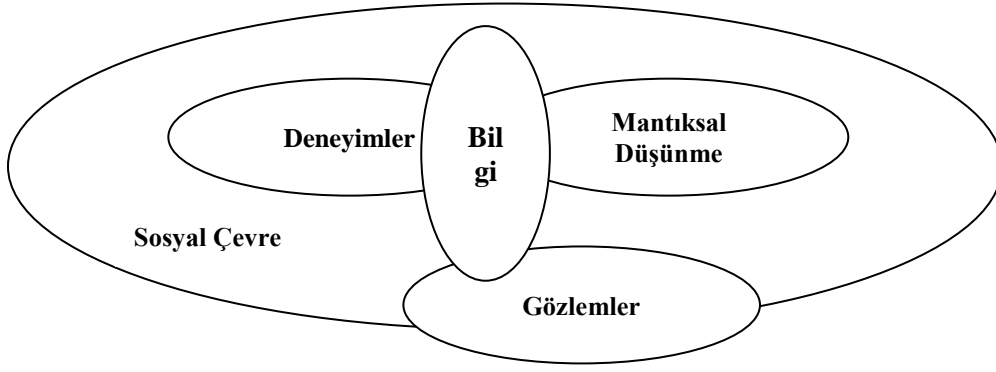 Deneyimler
Bil
gi
Mantıksal
Düşünme
Sosyal Çevre
Gözlemler